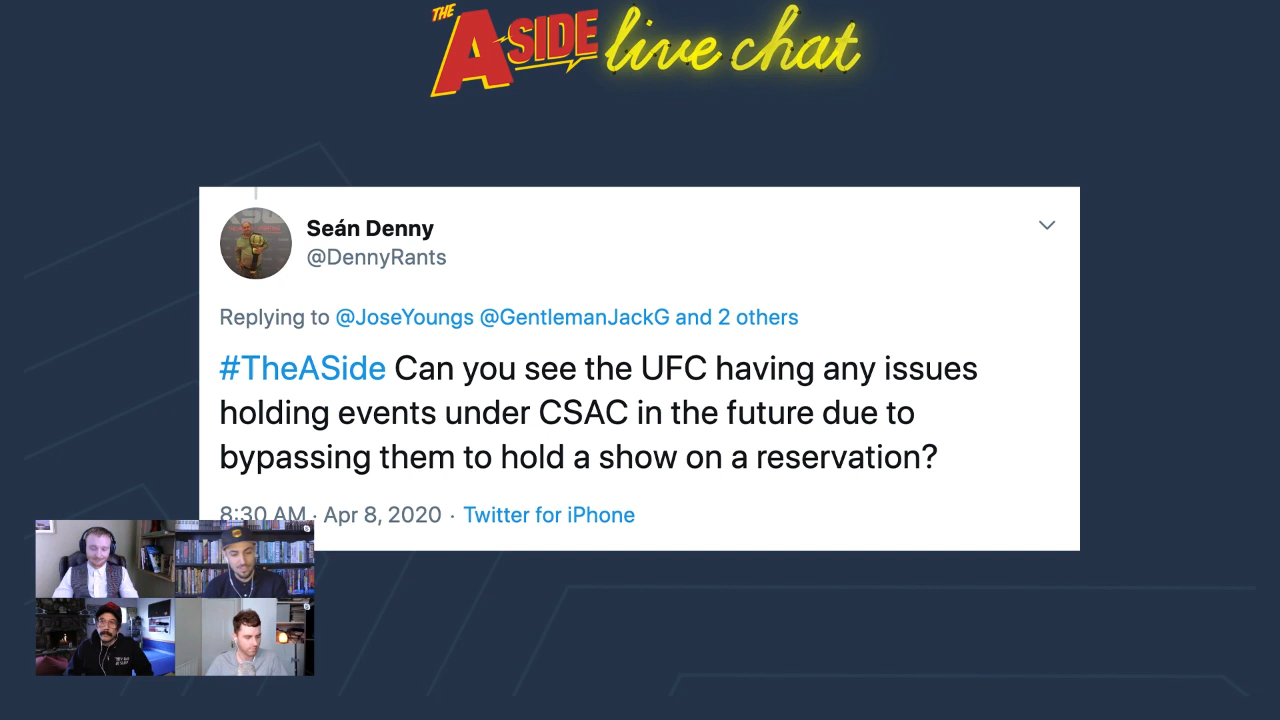 THE A SIDE live chat
Seán Denny
@DennyRants
Replying to @JoseYoungs @GentlemanJackG and 2 others
#TheASide Can you see the UFC having any issues
holding events under CSAC in the future due to
bypassing them to hold a show on a reservation?
8:30 AM · Apr 8, 2020 · Twitter for iPhone